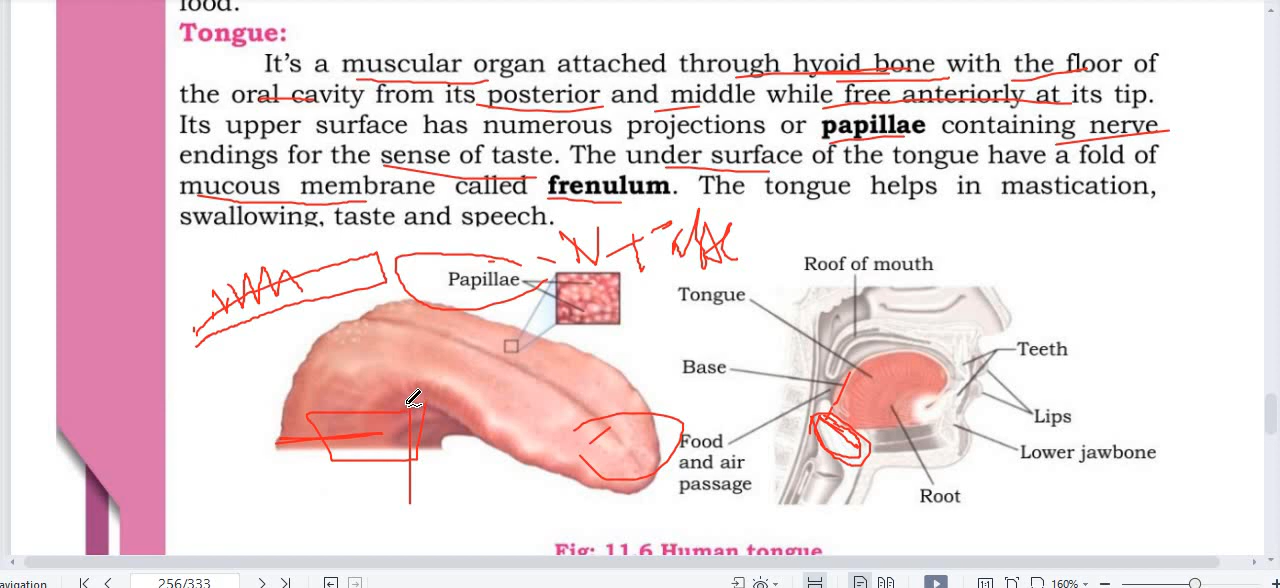 food.
Tongue:
It's a muscular organ attached through hyoid bone with the floor of
the oral cavity from its posterior and middle while free anteriorly at its tip.
Its upper surface has numerous projections or papillae containing nerve
endings for the sense of taste. The under surface of the tongue have a fold of
mucous membrane called frenulum. The tongue helps in mastication,
swallowing, taste and speech.
Papillae
Roof of mouth
Tongue
Teeth
Base
Lips
Food
and air
passage
Lower jawbone
Root
Fig: 11.6 Human tongue
avigation
256/333
1:1
160%